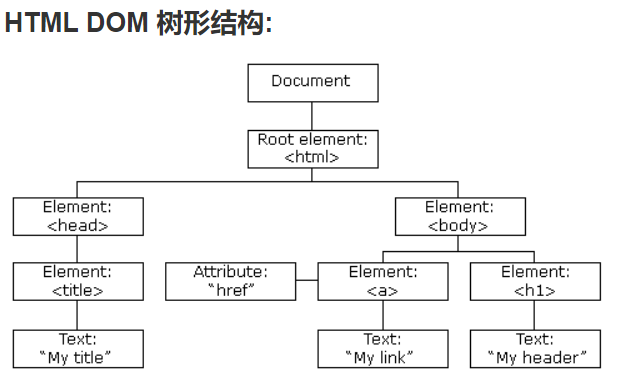 HTML DOM 树形结构:
Document
Root element:
<html>
Element:
<head>
Element:
<body>
Element:
<title>
Attribute:
“href”
Element:
<a>
Element:
<h1>
Text:
“My title”
Text:
“My link”
Text:
“My header”